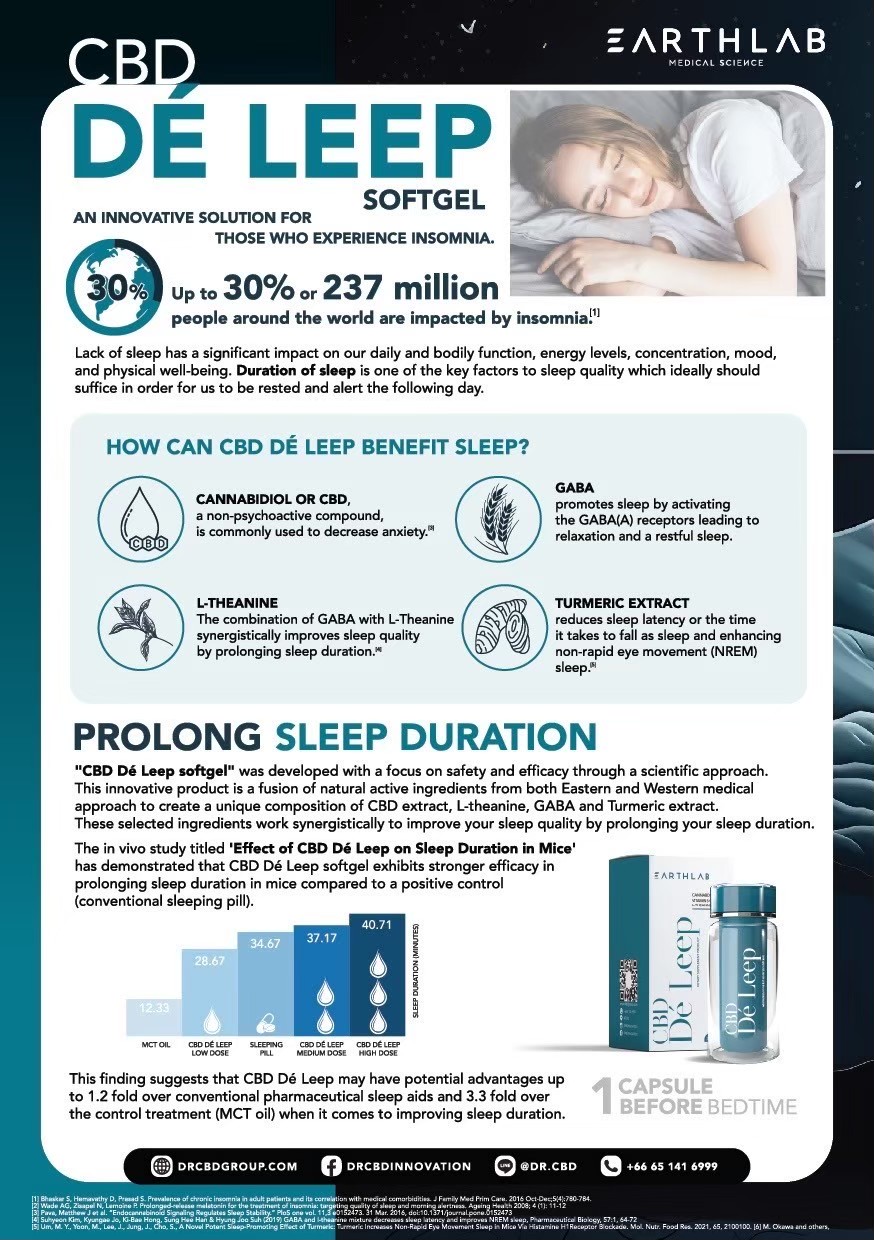 CBD
EARTHLAB
MEDICAL SCIENCE
DÉ LEEP
SOFTGEL
AN INNOVATIVE SOLUTION FOR
THOSE WHO EXPERIENCE INSOMNIA.
30%
Up to 30% or 237 million
people around the world are impacted by insomnia.[1]
Lack of sleep has a significant impact on our daily and bodily function, energy levels, concentration, mood,
and physical well-being. Duration of sleep is one of the key factors to sleep quality which ideally should
suffice in order for us to be rested and alert the following day.
HOW CAN CBD DÉ LEEP BENEFIT SLEEP?
CBD
CANNABIDIOL OR CBD,
a non-psychoactive compound,
is commonly used to decrease anxiety.[3]
GABA
promotes sleep by activating
the GABA(A) receptors leading to
relaxation and a restful sleep.
L-THEANINE
The combination of GABA with L-Theanine
synergistically improves sleep quality
by prolonging sleep duration.[4]
TURMERIC EXTRACT
reduces sleep latency or the time
it takes to fall as sleep and enhancing
non-rapid eye movement (NREM)
sleep.[5]
PROLONG SLEEP DURATION
"CBD Dé Leep softgel" was developed with a focus on safety and efficacy through a scientific approach.
This innovative product is a fusion of natural active ingredients from both Eastern and Western medical
approach to create a unique composition of CBD extract, L-theanine, GABA and Turmeric extract.
These selected ingredients work synergistically to improve your sleep quality by prolonging your sleep duration.
The in vivo study titled 'Effect of CBD Dé Leep on Sleep Duration in Mice'
has demonstrated that CBD Dé Leep softgel exhibits stronger efficacy in
prolonging sleep duration in mice compared to a positive control
(conventional sleeping pill).
12.33
28.67
34.67
37.17
40.71
SLEEP DURATION (MINUTES)
MCT OIL
CBD DÉ LEEP
LOW DOSE
SLEEPING
PILL
CBD DÉ LEEP
MEDIUM DOSE
CBD DÉ LEEP
HIGH DOSE
EARTHLAB
CBD
Dé Leep
CBD
Dé Leep
This finding suggests that CBD Dé Leep may have potential advantages up
to 1.2 fold over conventional pharmaceutical sleep aids and 3.3 fold over
the control treatment (MCT oil) when it comes to improving sleep duration.
1 CAPSULE
BEFORE BEDTIME
DRCBDGROUP.COM
DRCBDINNOVATION
LINE
@DR.CBD
+66 65 141 6999
[1] Bhaskar S, Hemavathy D, Prasad S. Prevalence of chronic insomnia in adult patients and its correlation with medical comorbidities. J Family Med Prim Care. 2016 Oct-Dec;5(4):780-784.
[2] Wade AG, Zisapel N, Lemoine P. Prolonged-release melatonin for the treatment of insomnia: targeting quality of sleep and morning alertness. Ageing Health 2008; 4 (1): 11-12
[3] Pava, Matthew J et al. "Endocannabinoid Signaling Regulates Sleep Stability." PloS one vol. 11,3 e0152473. 31 Mar. 2016, doi:10.1371/journal.pone.0152473
[4] Suhyeon Kim, Kyungae Jo, Ki-Bae Hong, Sung Hee Han & Hyung Joo Suh (2019) GABA and l-theanine mixture decreases sleep latency and improves NREM sleep, Pharmaceutical Biology, 57:1, 64-72
[5] Um, M. Y., Yoon, M., Lee, J., Jung, J., Cho, S., A Novel Potent Sleep-Promoting Effect of Turmeric: Turmeric Increases Non-Rapid Eye Movement Sleep in Mice Via Histamine H1 Receptor Blockade. Mol. Nutr. Food Res. 2021, 65, 2100100. [6] M. Okawa and others,